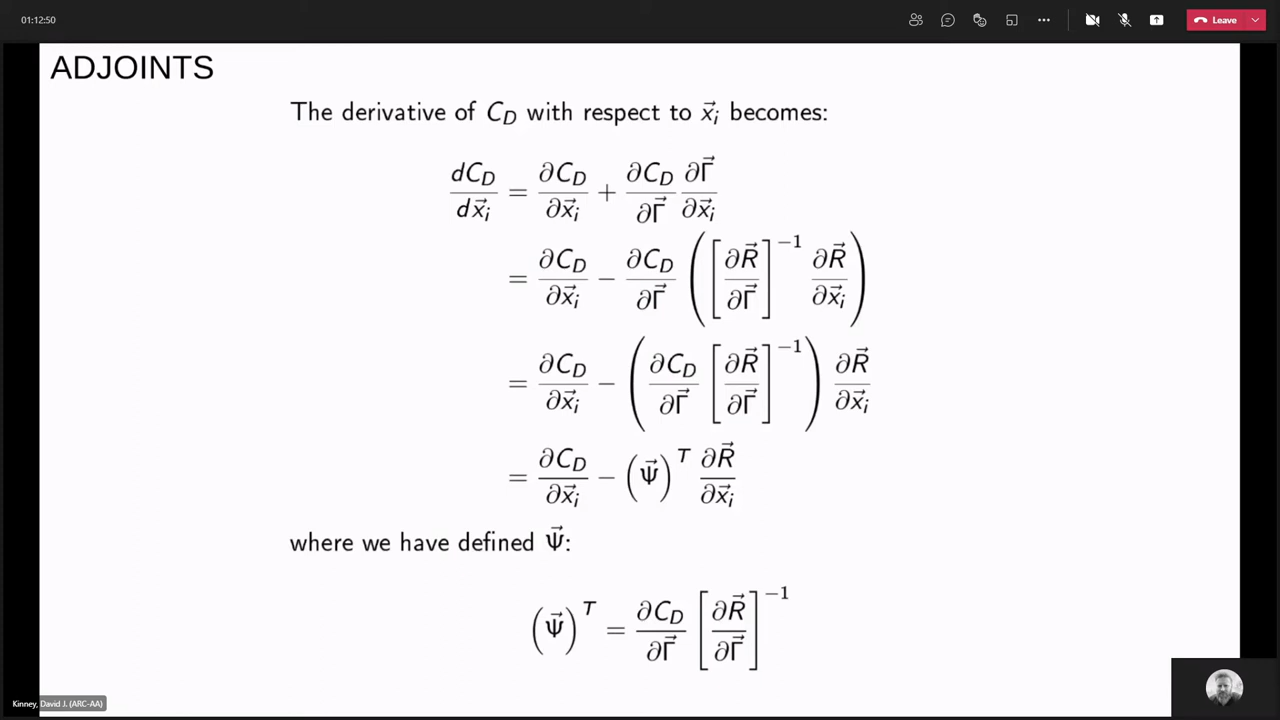 01:12:50
Leave
ADJOINTS
The derivative of C_D with respect to x⃗_i becomes:
dC_D/dx⃗_i = ∂C_D/∂x⃗_i + ∂C_D/∂Γ⃗ ∂Γ⃗/∂x⃗_i
= ∂C_D/∂x⃗_i − ∂C_D/∂Γ⃗ ([∂R⃗/∂Γ⃗]^−1 ∂R⃗/∂x⃗_i)
= ∂C_D/∂x⃗_i − (∂C_D/∂Γ⃗ [∂R⃗/∂Γ⃗]^−1) ∂R⃗/∂x⃗_i
= ∂C_D/∂x⃗_i − (Ψ⃗)^T ∂R⃗/∂x⃗_i
where we have defined Ψ⃗:
(Ψ⃗)^T = ∂C_D/∂Γ⃗ [∂R⃗/∂Γ⃗]^−1
Kinney, David J. (ARC-AA)